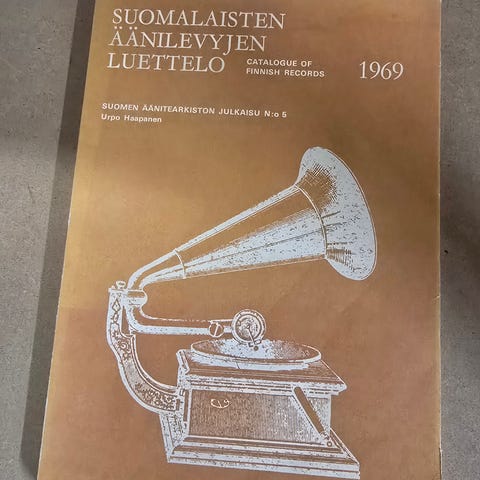 SUOMALAISTEN
ÄÄNILEVYJEN
LUETTELO
CATALOGUE OF
FINNISH RECORDS
1969
SUOMEN ÄÄNITEARKISTON JULKAISU N:o 5
Urpo Haapanen